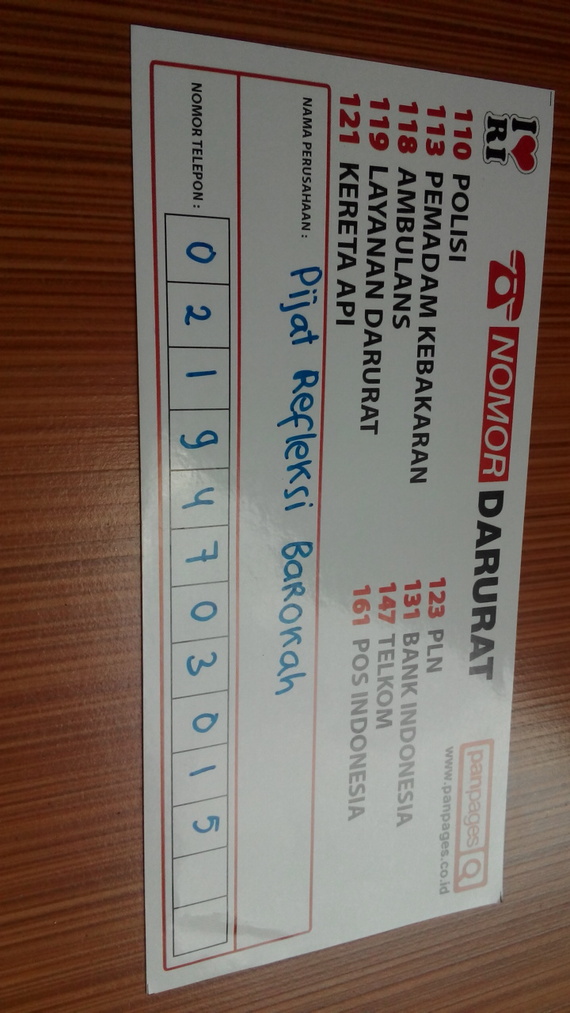 I ❤ RI
NOMOR DARURAT
panpages
www.panpages.co.id
110 POLISI
113 PEMADAM KEBAKARAN
118 AMBULANS
119 LAYANAN DARURAT
121 KERETA API
123 PLN
131 BANK INDONESIA
147 TELKOM
161 POS INDONESIA
NAMA PERUSAHAAN : Pijat Refleksi Barokah
NOMOR TELEPON : 0 2 1 9 4 7 0 3 0 1 5